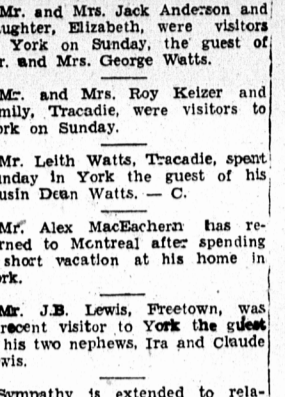 Mr. and Mrs. Jack Anderson and
ughter, Elizabeth, were visitors
York on Sunday, the guest of
r. and Mrs. George Watts.
Mr. and Mrs. Roy Keizer and
mily, Tracadie, were visitors to
ork on Sunday.
Mr. Leith Watts, Tracadie, spent
unday in York the guest of his
usin Dean Watts. — C.
Mr. Alex MacEachern has re-
rned to Montreal after spending
short vacation at his home in
rk.
Mr. J.B. Lewis, Freetown, was
recent visitor to York the guest
his two nephews, Ira and Claude
wis.
Sympathy is extended to rela-